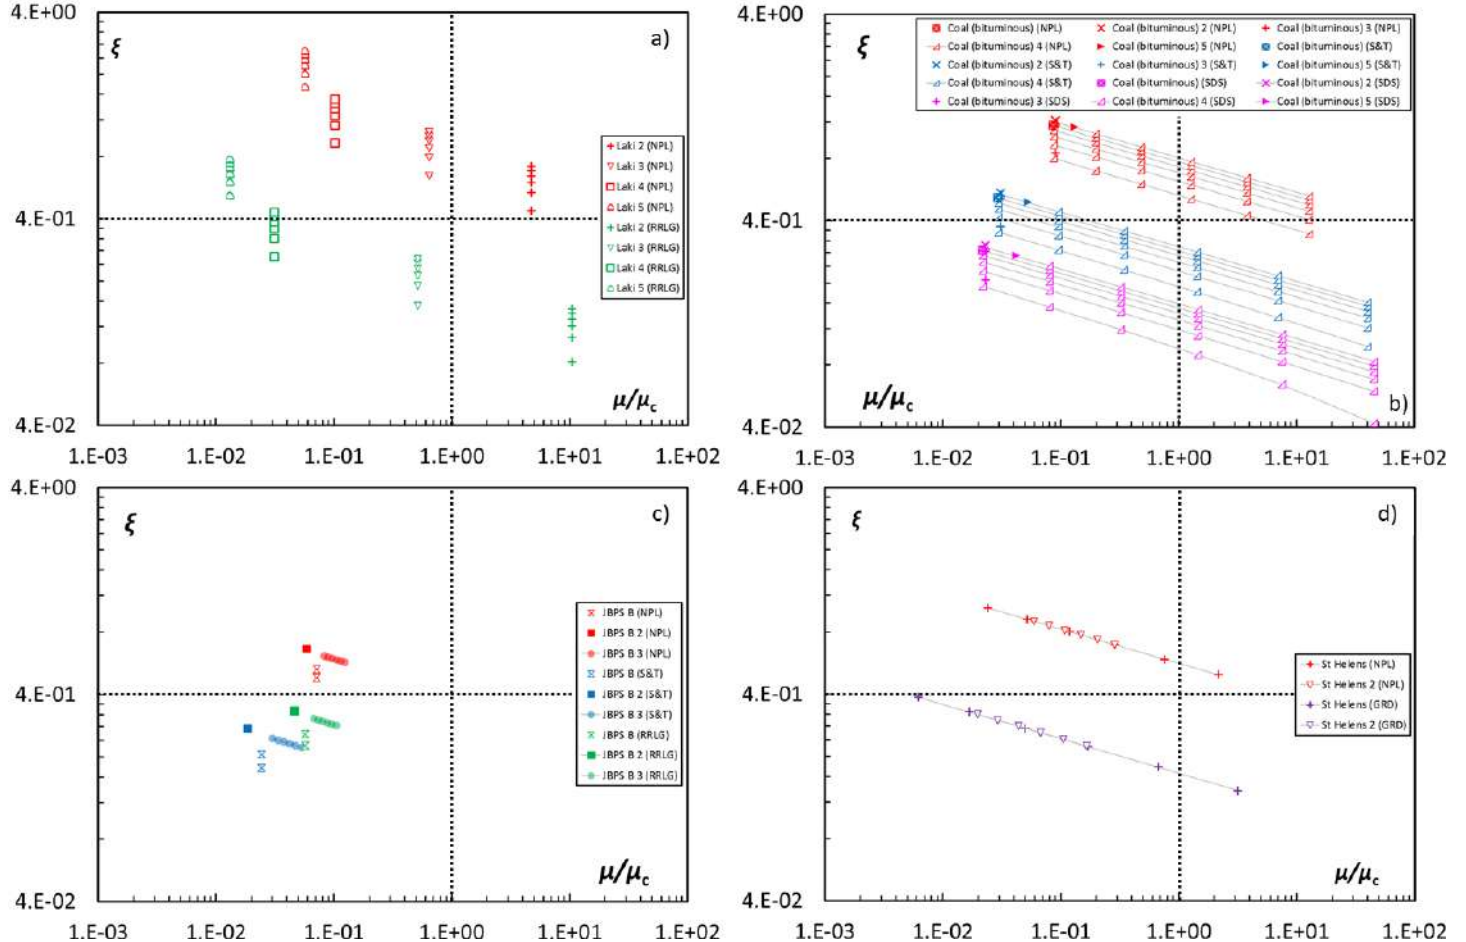 4.E+00
ξ
a)
Laki 2 (NPL)
Laki 3 (NPL)
Laki 4 (NPL)
Laki 5 (NPL)
Laki 2 (RRLG)
Laki 3 (RRLG)
Laki 4 (RRLG)
Laki 5 (RRLG)
4.E-01
μ/μc
4.E-02
1.E-03 1.E-02 1.E-01 1.E+00 1.E+01 1.E+02
4.E+00
ξ
Coal (bituminous) (NPL) Coal (bituminous) 2 (NPL) Coal (bituminous) 3 (NPL)
Coal (bituminous) 4 (NPL) Coal (bituminous) 5 (NPL) Coal (bituminous) (S&T)
Coal (bituminous) 2 (S&T) Coal (bituminous) 3 (S&T) Coal (bituminous) 5 (S&T)
Coal (bituminous) 4 (S&T) Coal (bituminous) (SDS) Coal (bituminous) 2 (SDS)
Coal (bituminous) 3 (SDS) Coal (bituminous) 4 (SDS) Coal (bituminous) 5 (SDS)
4.E-01
μ/μc
b)
4.E-02
1.E-03 1.E-02 1.E-01 1.E+00 1.E+01 1.E+02
4.E+00
ξ
c)
JBPS B (NPL)
JBPS B 2 (NPL)
JBPS B 3 (NPL)
JBPS B (S&T)
JBPS B 2 (S&T)
JBPS B 3 (S&T)
JBPS B (RRLG)
JBPS B 2 (RRLG)
JBPS B 3 (RRLG)
4.E-01
μ/μc
4.E-02
1.E-03 1.E-02 1.E-01 1.E+00 1.E+01 1.E+02
4.E+00
ξ
d)
St Helens (NPL)
St Helens 2 (NPL)
St Helens (GRD)
St Helens 2 (GRD)
4.E-01
μ/μc
4.E-02
1.E-03 1.E-02 1.E-01 1.E+00 1.E+01 1.E+02